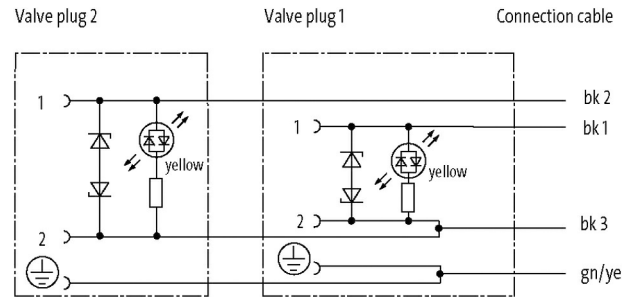 Valve plug 2
Valve plug 1
Connection cable
1
bk 2
1
bk 1
yellow
yellow
2
bk 3
2
gn/ye